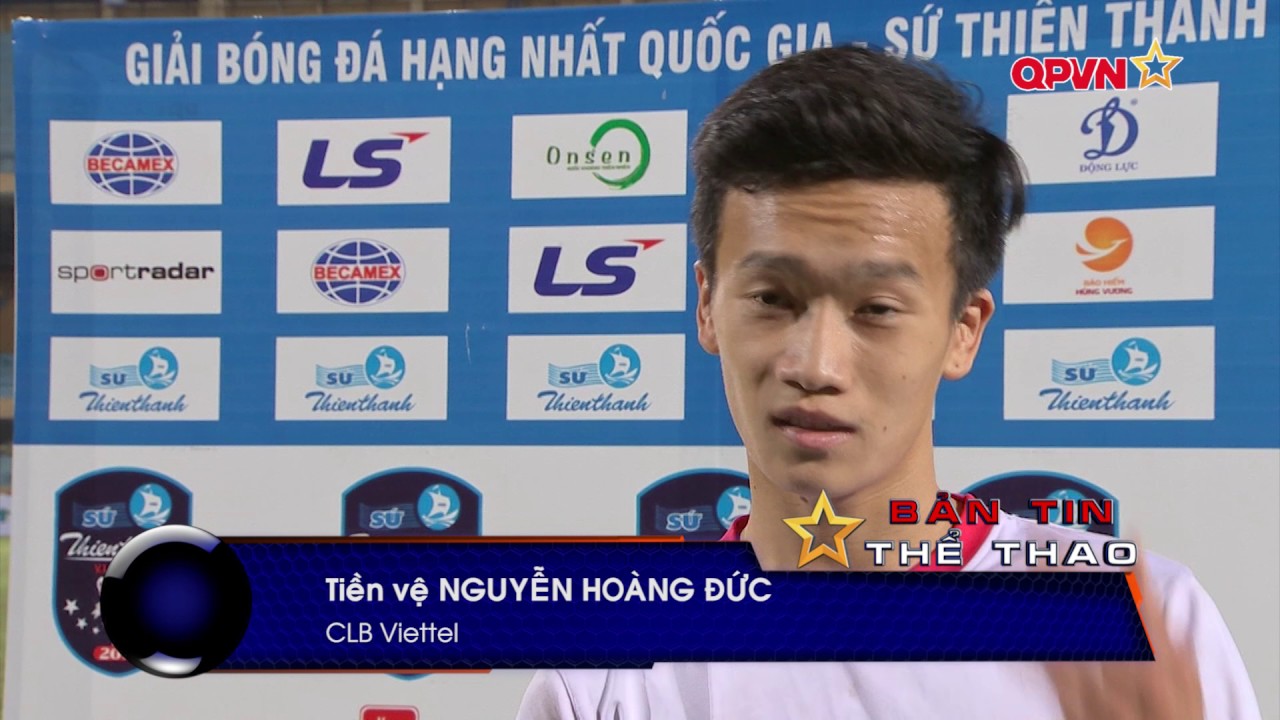 GIẢI BÓNG ĐÁ HẠNG NHẤT QUỐC GIA - SỨ THIÊN THANH
QPVN
BECAMEX
LS
Onsen
ĐỘNG LỰC
sportradar
BECAMEX
LS
BẢO HIỂM
HÙNG VƯƠNG
SỨ
Thienthanh
SỨ
Thienthanh
SỨ
Thienthanh
SỨ
Thienthanh
SỨ
SỨ
SỨ
BẢN TIN
THỂ THAO
Tiền vệ NGUYỄN HOÀNG ĐỨC
CLB Viettel